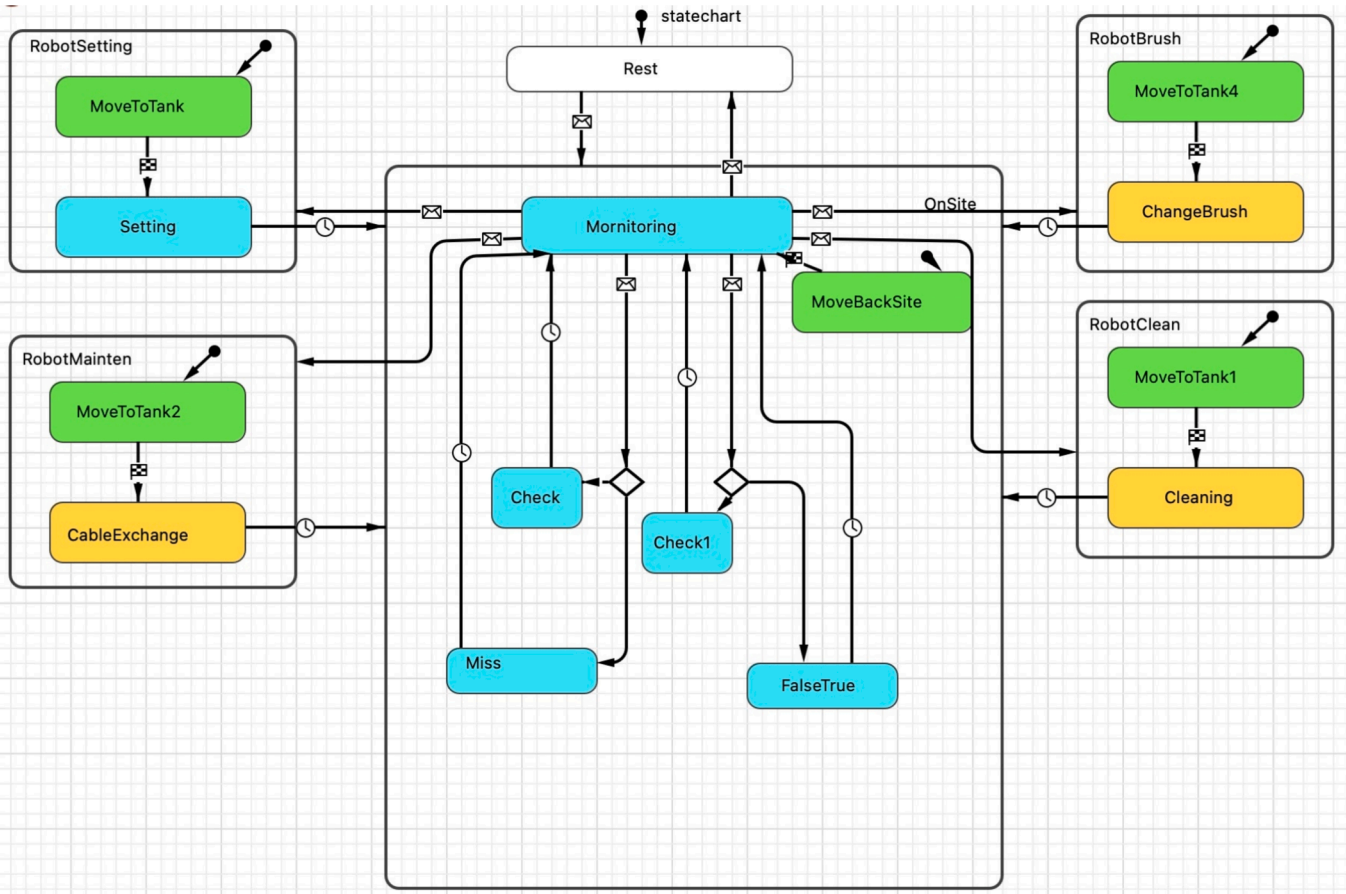 statechart
RobotSetting
Rest
RobotBrush
MoveToTank
MoveToTank4
Setting
Mornitoring
OnSite
ChangeBrush
MoveBackSite
RobotClean
RobotMainten
MoveToTank1
MoveToTank2
Check
Cleaning
CableExchange
Check1
Miss
FalseTrue